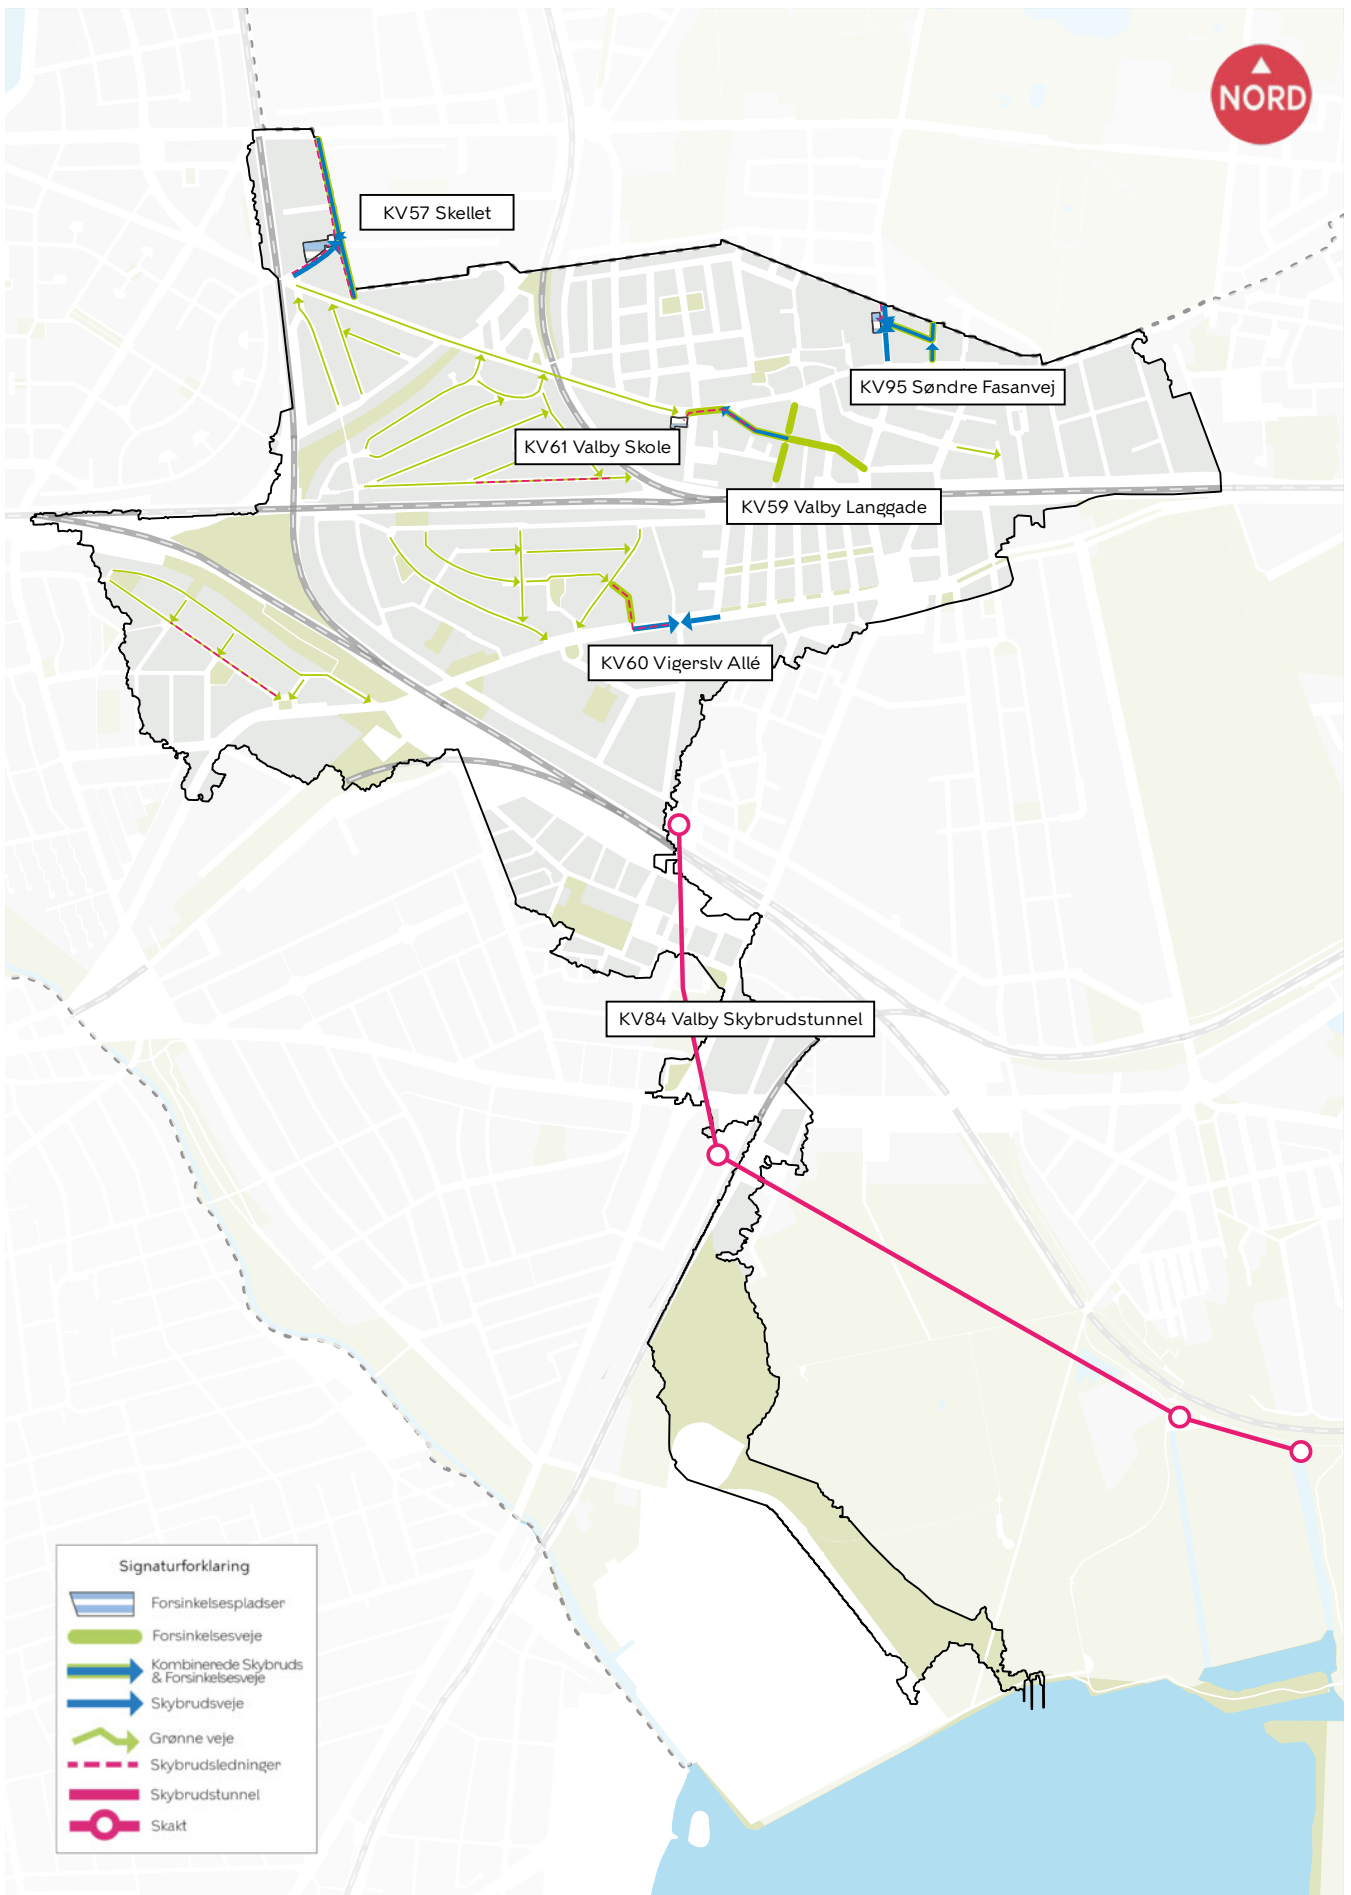 NORD
KV57 Skellet
KV95 Søndre Fasanvej
KV61 Valby Skole
KV59 Valby Langgade
KV60 Vigerslv Allé
KV84 Valby Skybrudstunnel
Signaturforklaring
Forsinkelsespladser
Forsinkelsesveje
Kombinerede Skybruds
& Forsinkelsesveje
Skybrudsveje
Grønne veje
Skybrudsledninger
Skybrudstunnel
Skakt